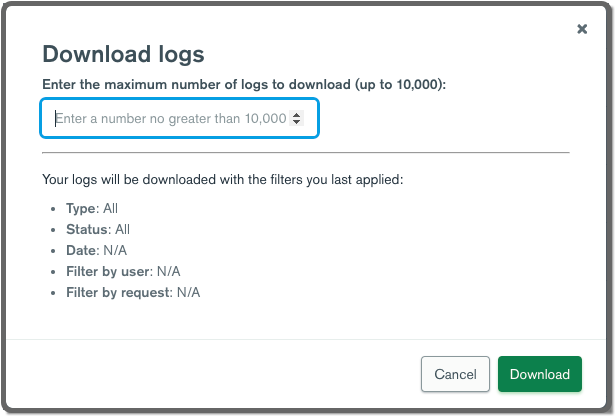 Download logs
Enter the maximum number of logs to download (up to 10,000):
Enter a number no greater than 10,000
Your logs will be downloaded with the filters you last applied:
• Type: All
• Status: All
• Date: N/A
• Filter by user: N/A
• Filter by request: N/A
Cancel Download